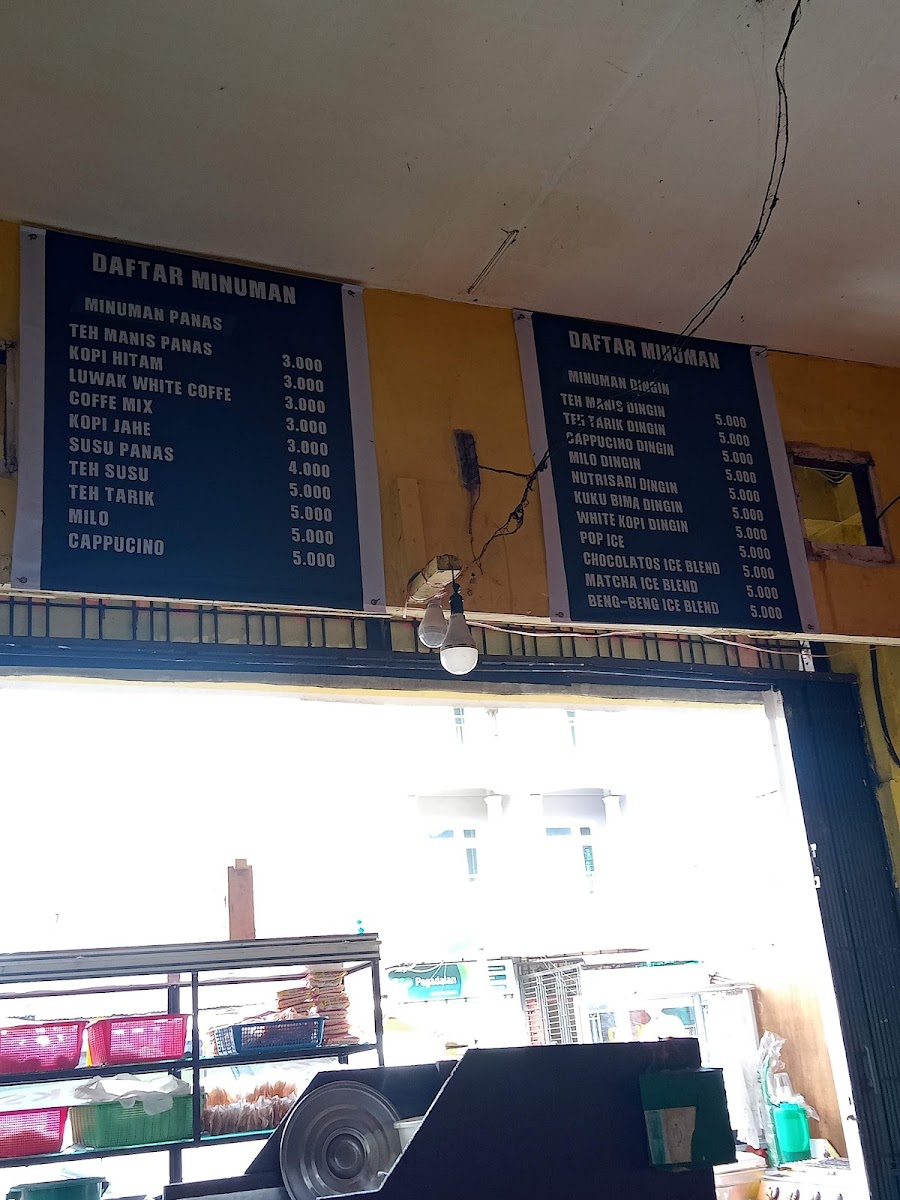 DAFTAR MINUMAN
MINUMAN PANAS
TEH MANIS PANAS 3.000
KOPI HITAM 3.000
LUWAK WHITE COFFE 3.000
COFFE MIX 3.000
KOPI JAHE 3.000
SUSU PANAS 4.000
TEH SUSU 5.000
TEH TARIK 5.000
MILO 5.000
CAPPUCINO 5.000
DAFTAR MINUMAN
MINUMAN DINGIN
TEH MANIS DINGIN 5.000
TEH TARIK DINGIN 5.000
CAPPUCINO DINGIN 5.000
MILO DINGIN 5.000
NUTRISARI DINGIN 5.000
KUKU BIMA DINGIN 5.000
WHITE KOPI DINGIN 5.000
POP ICE 5.000
CHOCOLATOS ICE BLEND 5.000
MATCHA ICE BLEND 5.000
BENG-BENG ICE BLEND 5.000
Pegadaian